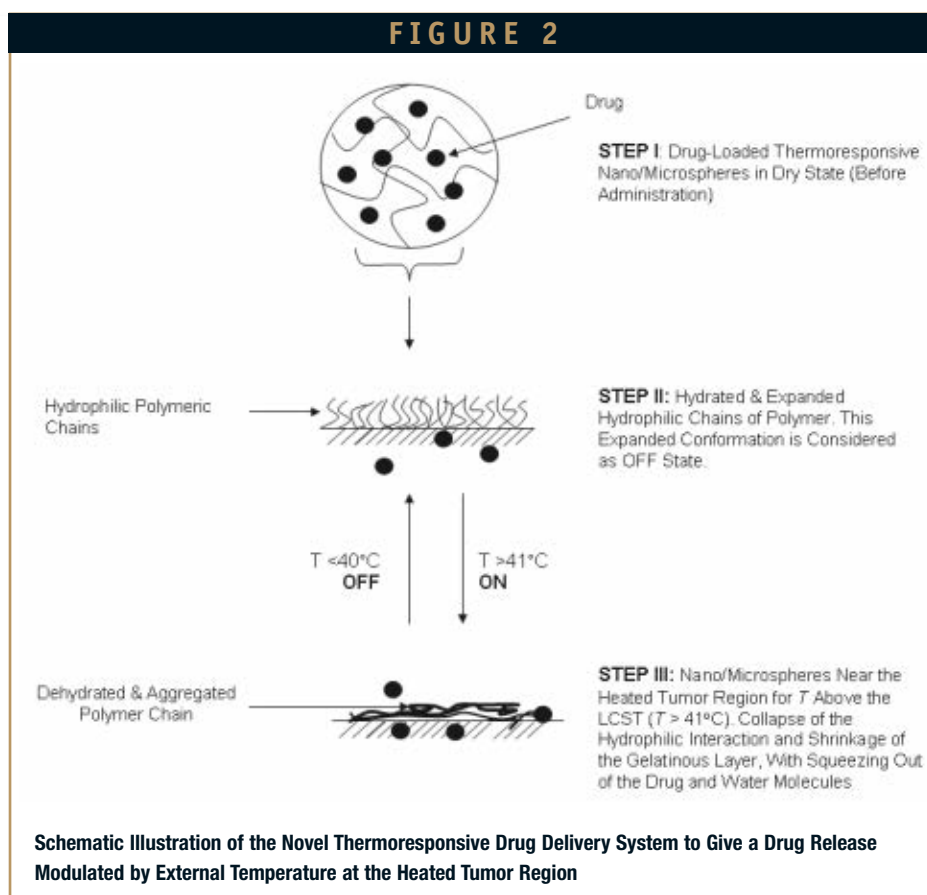 FIGURE 2
Drug
STEP I: Drug-Loaded Thermoresponsive
Nano/Microspheres in Dry State (Before
Administration)
Hydrophilic Polymeric
Chains
STEP II: Hydrated & Expanded
Hydrophilic Chains of Polymer. This
Expanded Conformation is Considered
as OFF State.
T <40°C
OFF
T >41°C
ON
Dehydrated & Aggregated
Polymer Chain
STEP III: Nano/Microspheres Near the
Heated Tumor Region for T Above the
LCST (T > 41°C). Collapse of the
Hydrophilic Interaction and Shrinkage of
the Gelatinous Layer, With Squeezing Out
of the Drug and Water Molecules
Schematic Illustration of the Novel Thermoresponsive Drug Delivery System to Give a Drug Release
Modulated by External Temperature at the Heated Tumor Region